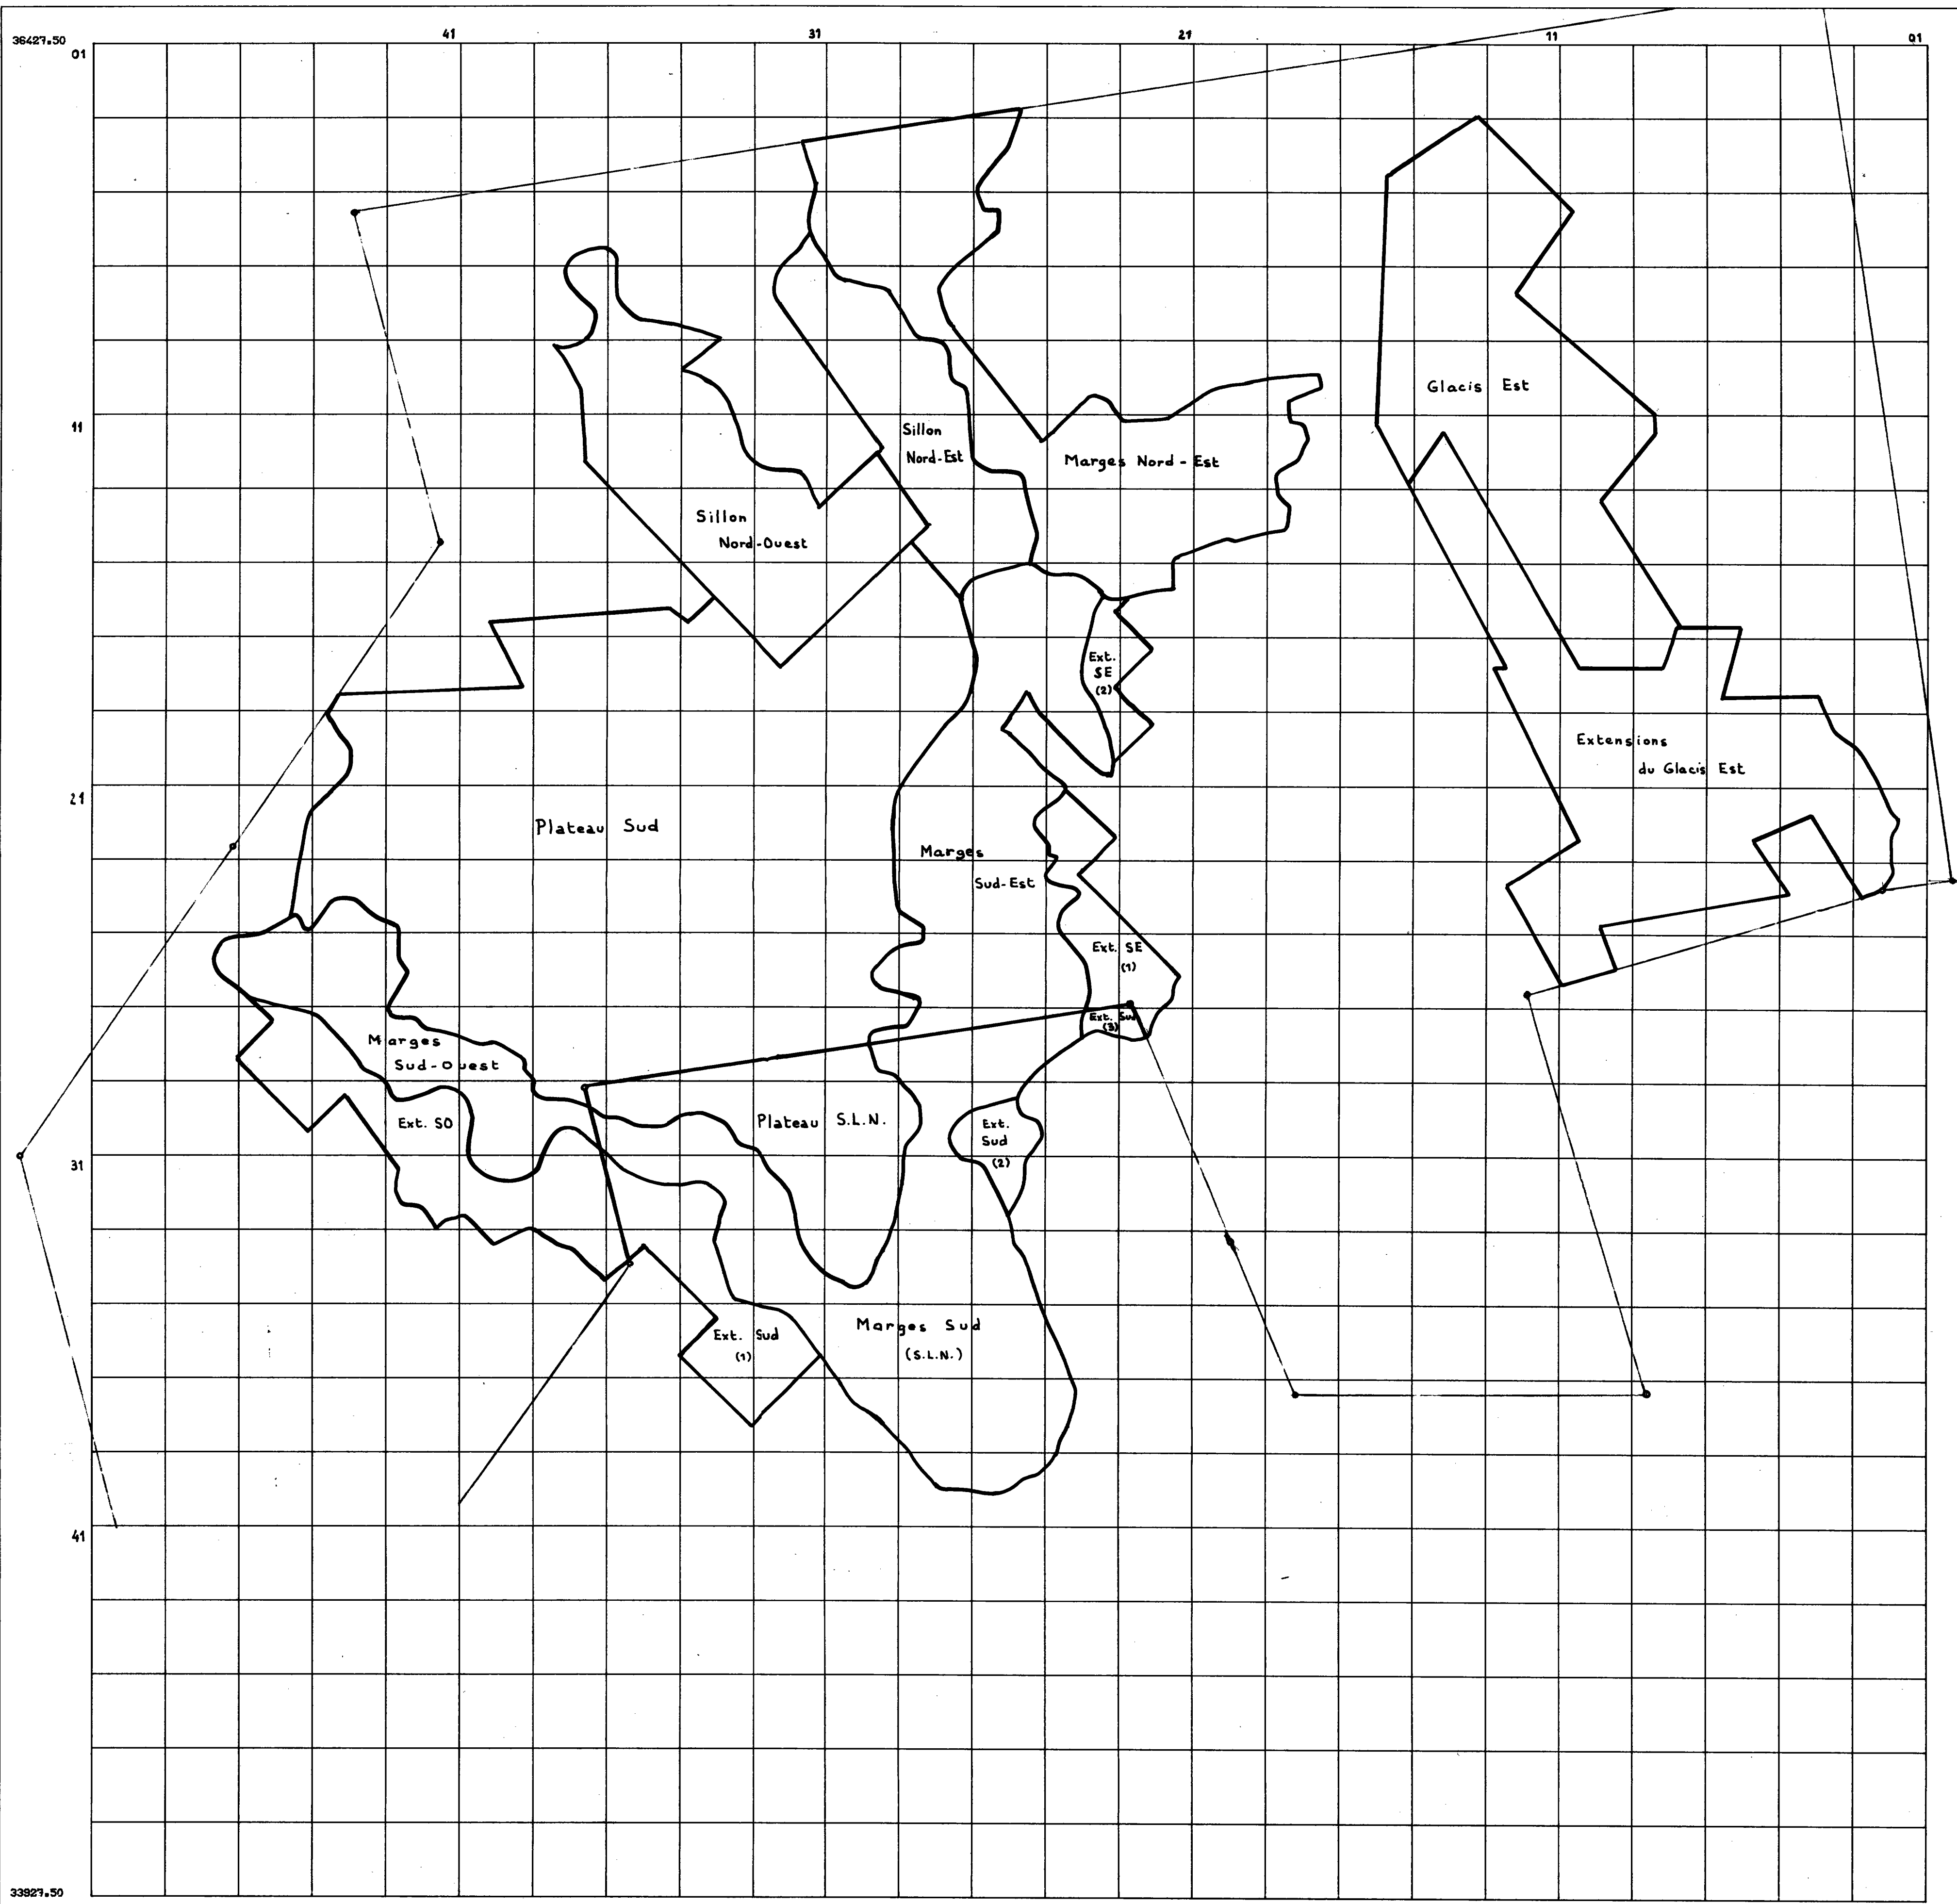 36427.50
41
31
21
11
01
01
11
21
31
41
33927.50
Glacis Est
Sillon
Nord-Est
Marges Nord-Est
Sillon
Nord-Ouest
Ext.
SE
(2)
Extensions
du Glacis Est
Plateau Sud
Marges
Sud-Est
Ext. SE
(1)
Ext. Sud
(3)
Marges
Sud-Ouest
Ext. SO
Plateau S.L.N.
Ext.
Sud
(2)
Ext. Sud
(1)
Marges Sud
(S.L.N.)